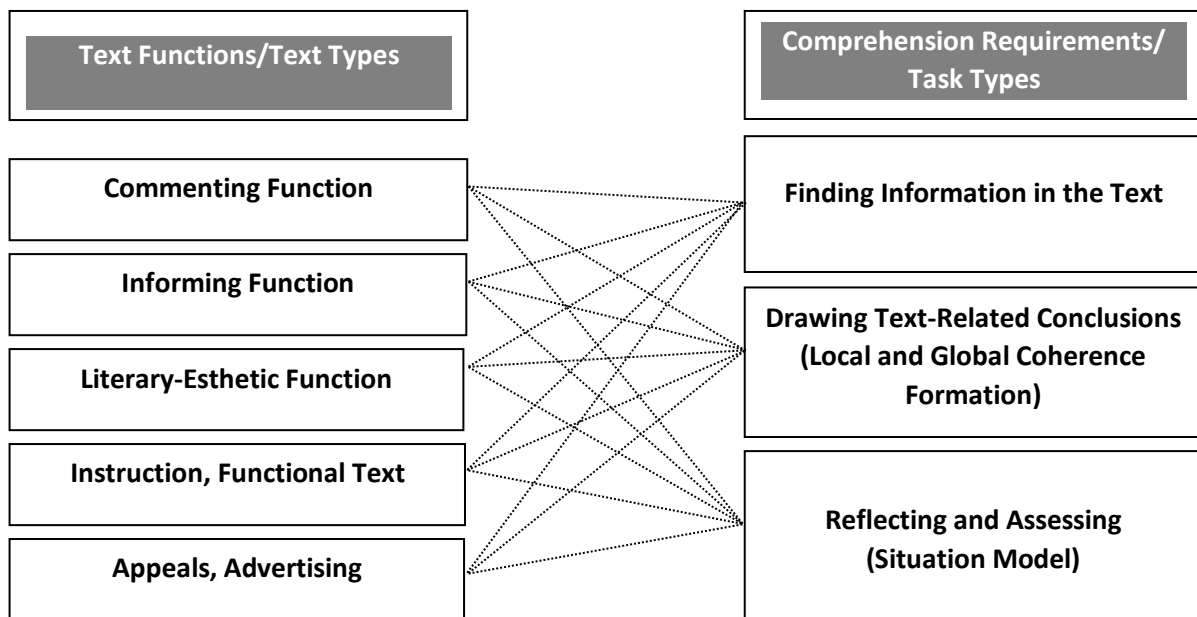 Text Functions/Text Types
Comprehension Requirements/
Task Types
Commenting Function
Informing Function
Literary-Esthetic Function
Instruction, Functional Text
Appeals, Advertising
Finding Information in the Text
Drawing Text-Related Conclusions
(Local and Global Coherence
Formation)
Reflecting and Assessing
(Situation Model)